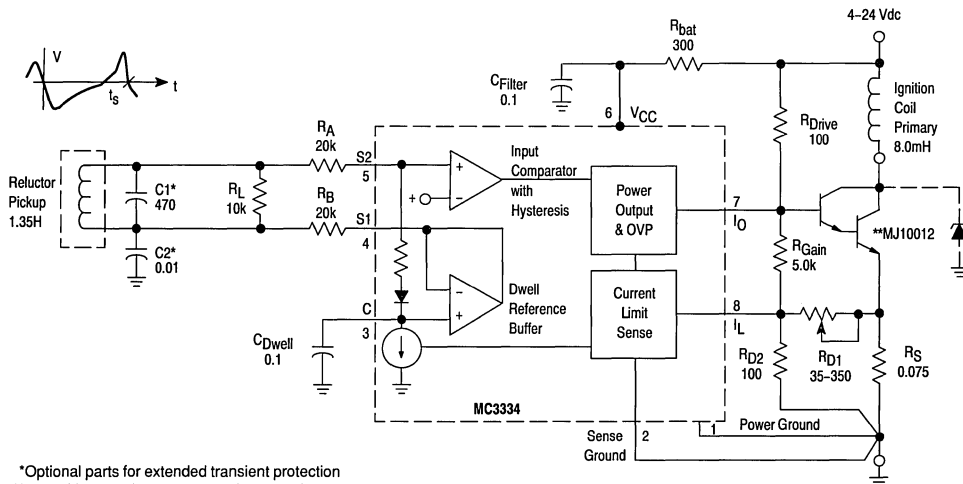 4–24 Vdc
Rbat
300
V
ts
t
CFilter
0.1
6
VCC
RDrive
100
Ignition
Coil
Primary
8.0mH
RA
20k
S2
5
Input
Comparator
with
Hysteresis
Reluctor
Pickup
1.35H
C1*
470
RL
10k
RB
20k
S1
4
+
–
+
Power
Output
& OVP
7
IO
**MJ10012
C2*
0.01
RGain
5.0k
–
+
Dwell
Reference
Buffer
Current
Limit
Sense
8
IL
C
3
CDwell
0.1
RD2
100
RD1
35–350
RS
0.075
MC3334
1
Power Ground
Sense
Ground
2
*Optional parts for extended transient protection